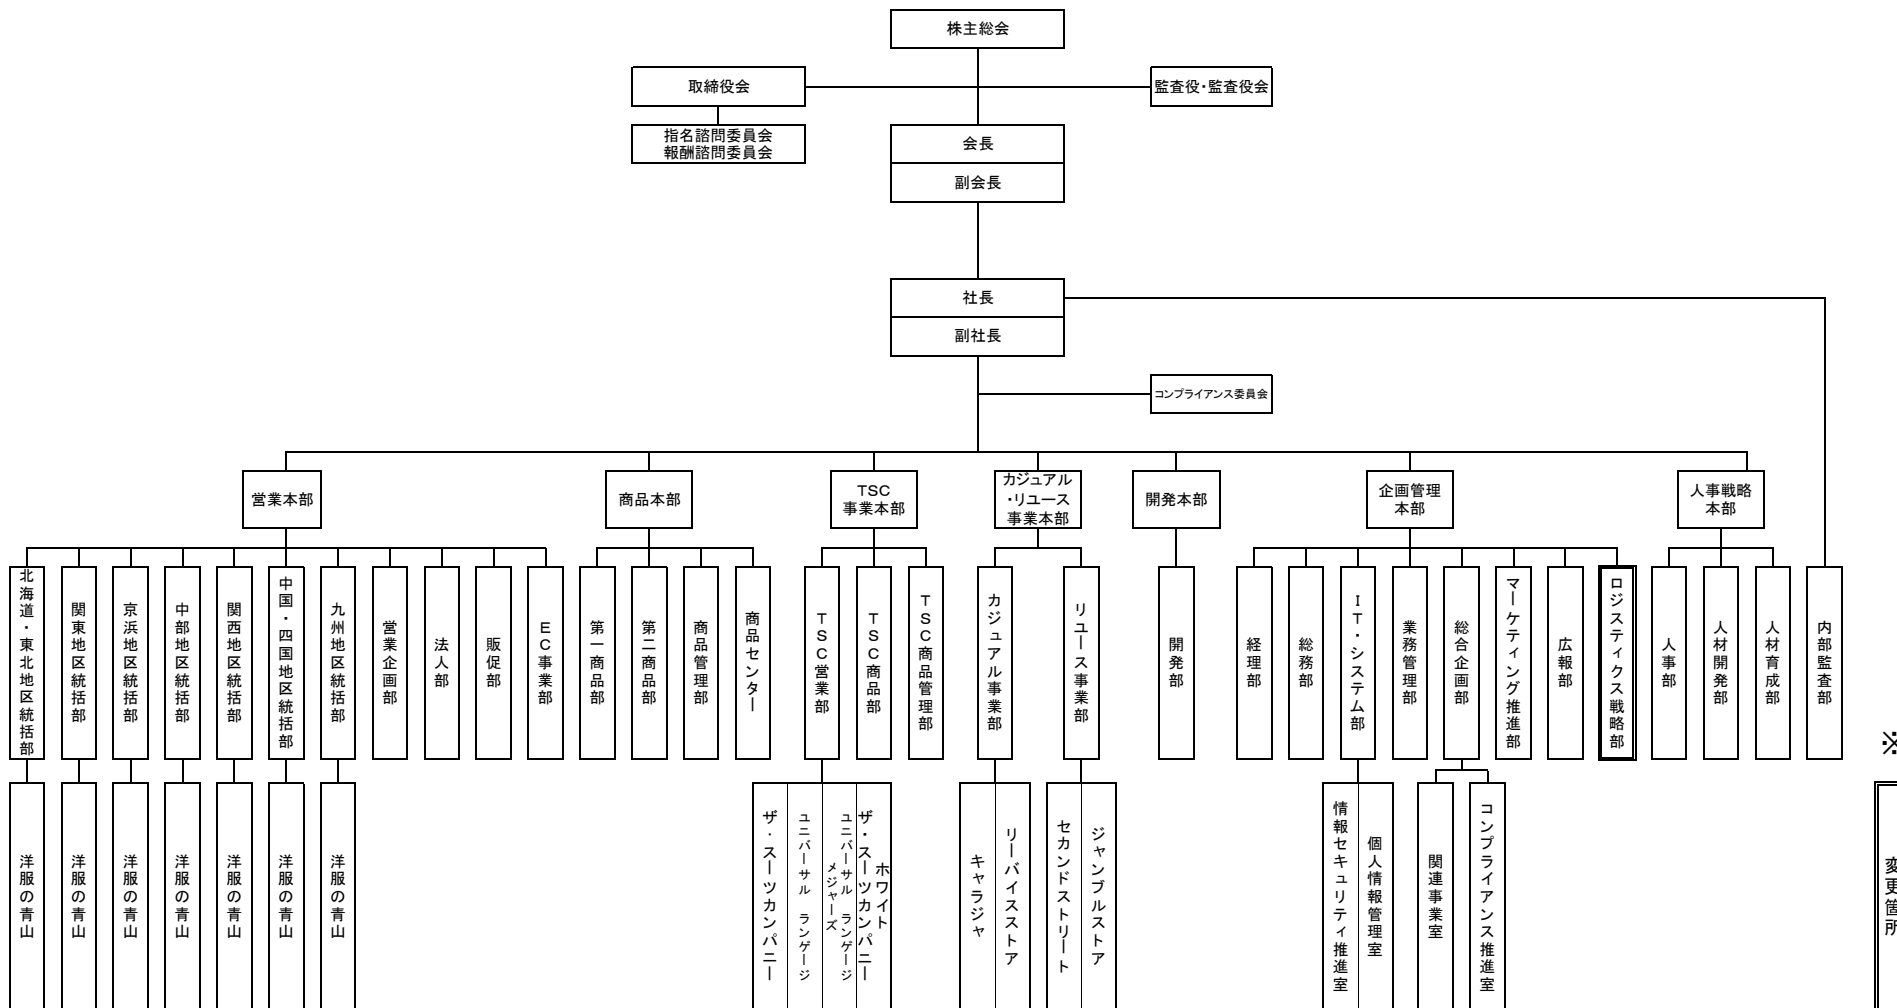 株主総会
取締役会
監査役・監査役会
指名諮問委員会
報酬諮問委員会
会長
副会長
社長
副社長
コンプライアンス委員会
営業本部
商品本部
TSC
事業本部
カジュアル
・リユース
事業本部
開発本部
企画管理
本部
人事戦略
本部
北海道・東北地区統括部
関東地区統括部
京浜地区統括部
中部地区統括部
関西地区統括部
中国・四国地区統括部
九州地区統括部
営業企画部
法人部
販促部
EC事業部
第一商品部
第二商品部
商品管理部
商品センター
TSC営業部
TSC商品部
TSC商品管理部
カジュアル事業部
リユース事業部
開発部
経理部
総務部
IT・システム部
業務管理部
総合企画部
マーケティング推進部
広報部
ロジスティクス戦略部
人事部
人材開発部
人材育成部
内部監査部
※
洋服の青山
洋服の青山
洋服の青山
洋服の青山
洋服の青山
洋服の青山
洋服の青山
ザ・スーツカンパニー
ユニバーサル ランゲージ
ユニバーサル ランゲージ
メジャーズ
ホワイト
ザ・スーツカンパニー
キャラジャ
リーバイスストア
セカンドストリート
ジャンブルストア
情報セキュリティ推進室
個人情報管理室
関連事業室
コンプライアンス推進室
変更箇所